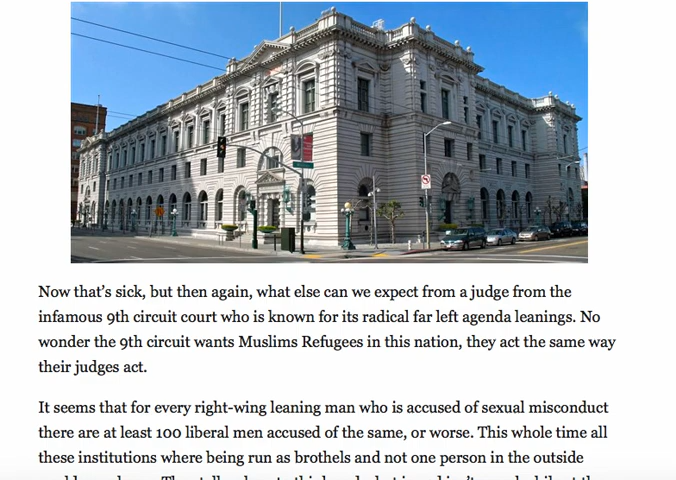 Now that's sick, but then again, what else can we expect from a judge from the
infamous 9th circuit court who is known for its radical far left agenda leanings. No
wonder the 9th circuit wants Muslims Refugees in this nation, they act the same way
their judges act.
It seems that for every right-wing leaning man who is accused of sexual misconduct
there are at least 100 liberal men accused of the same, or worse. This whole time all
these institutions where being run as brothels and not one person in the outside